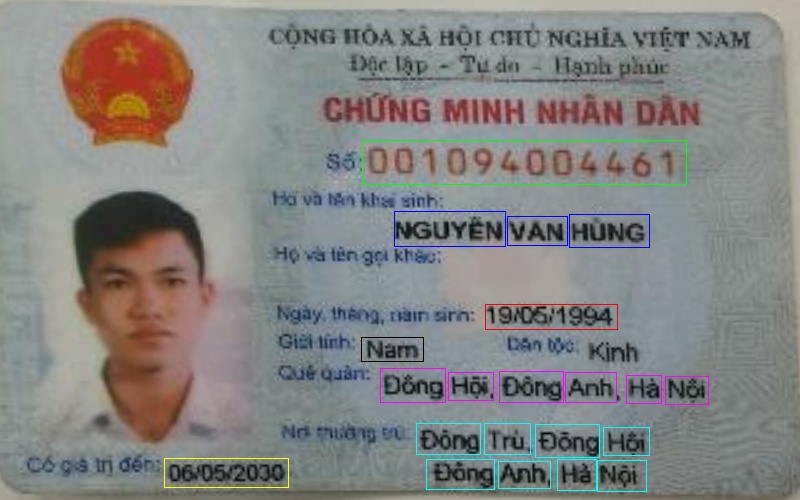 CỘNG HÒA XÃ HỘI CHỦ NGHĨA VIỆT NAM
Độc lập - Tự do - Hạnh phúc
CHỨNG MINH NHÂN DÂN
Số: 001094004461
Họ và tên khai sinh:
NGUYỄN VĂN HÙNG
Họ và tên gọi khác:
Ngày, tháng, năm sinh: 19/05/1994
Giới tính: Nam Dân tộc: Kinh
Quê quán: Đông Hội, Đông Anh, Hà Nội
Nơi thường trú: Đông Trù, Đông Hội
Đông Anh, Hà Nội
Có giá trị đến: 06/05/2030